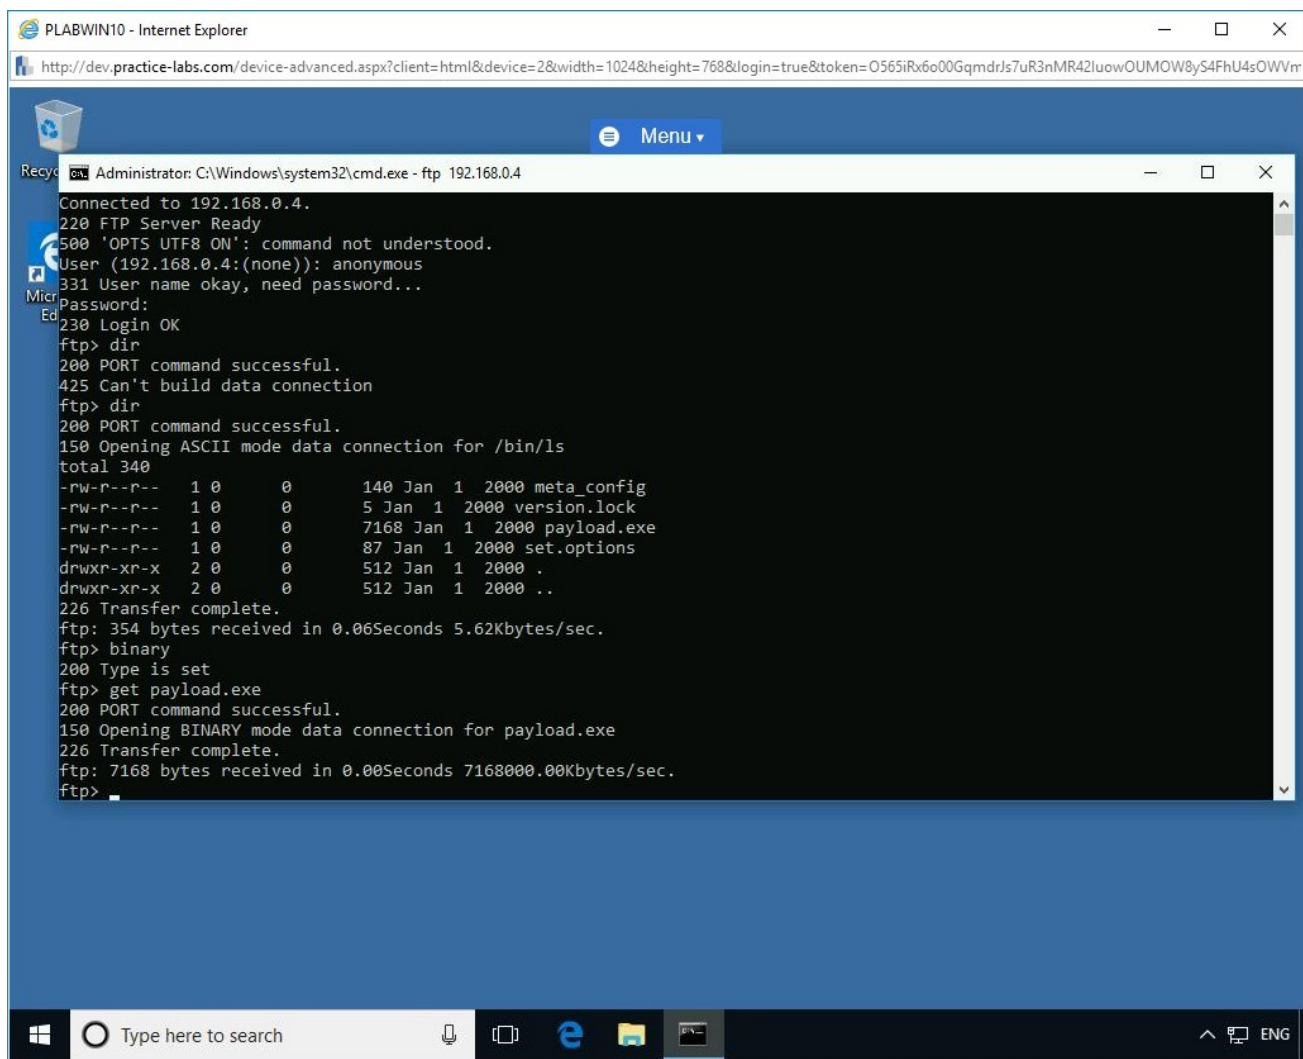 PLABWIN10 - Internet Explorer
http://dev.practice-labs.com/device-advanced.aspx?client=html&device=2&width=1024&height=768&login=true&token=O565iRx6o00GqmdrJs7uR3nMR42IuowOUMOW8yS4FhU4sOWVm
Menu
Recyc
Administrator: C:\Windows\system32\cmd.exe - ftp 192.168.0.4
Connected to 192.168.0.4.
220 FTP Server Ready
500 'OPTS UTF8 ON': command not understood.
User (192.168.0.4:(none)): anonymous
331 User name okay, need password...
Micr
Password:
Ed
230 Login OK
ftp> dir
200 PORT command successful.
425 Can't build data connection
ftp> dir
200 PORT command successful.
150 Opening ASCII mode data connection for /bin/ls
total 340
-rw-r--r--   1 0      0       140 Jan  1  2000 meta_config
-rw-r--r--   1 0      0       5 Jan  1  2000 version.lock
-rw-r--r--   1 0      0       7168 Jan  1  2000 payload.exe
-rw-r--r--   1 0      0       87 Jan  1  2000 set.options
drwxr-xr-x   2 0      0       512 Jan  1  2000 .
drwxr-xr-x   2 0      0       512 Jan  1  2000 ..
226 Transfer complete.
ftp: 354 bytes received in 0.06Seconds 5.62Kbytes/sec.
ftp> binary
200 Type is set
ftp> get payload.exe
200 PORT command successful.
150 Opening BINARY mode data connection for payload.exe
226 Transfer complete.
ftp: 7168 bytes received in 0.00Seconds 7168000.00Kbytes/sec.
ftp>
Type here to search
ENG